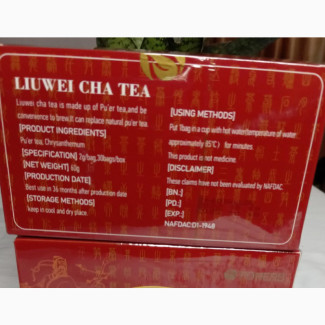 LIUWEI CHA TEA
Liuwei cha tea is made up of Pu'er tea,and be
convenience to brew.It can replace natural pu'er tea.
[PRODUCT INGREDIENTS]
Pu'er tea, Chrysanthemum
[SPECIFICATION] 2g/bag,30bags/box
[NET WEIGHT] 60g
[PRODUCTION DATE]
Best use in 36 months after production date
[STORAGE METHODS]
keep in cool and dry place.
[USING METHODS]
Put 1bag in a cup with hot water(temperature of water:
approximately 85°C) for minutes.
This product is not medicine.
[DISCLAIMER]
These claims have not been evaluated by NAFDAC.
[BN.:]
[PD.:]
[EXP.:]
NAFDAC:01-1948